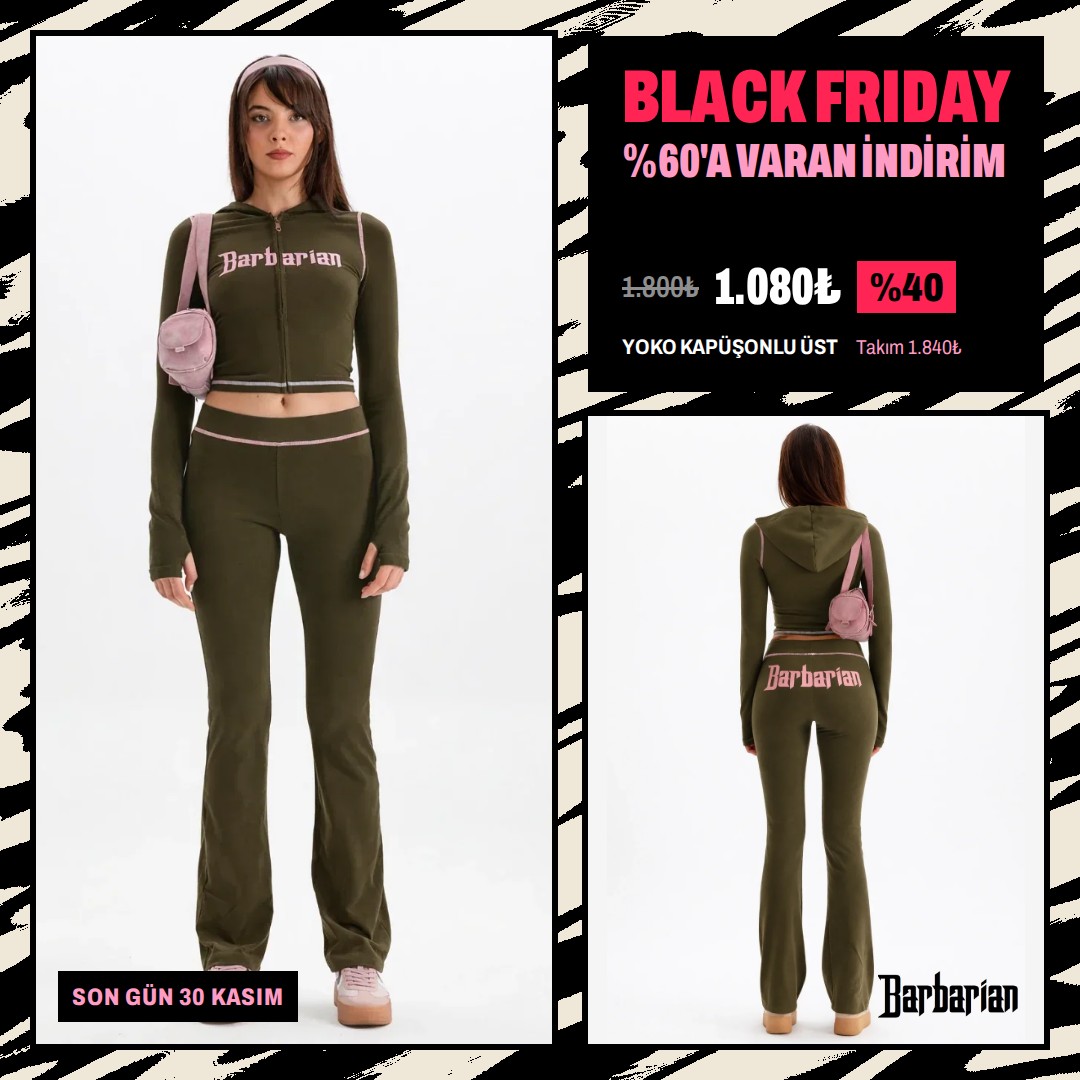 BLACK FRIDAY
%60'A VARAN İNDİRİM
1.800₺ 1.080₺ %40
YOKO KAPÜŞONLU ÜST Takım 1.840₺
Barbarian
SON GÜN 30 KASIM
Barbarian
Barbarian